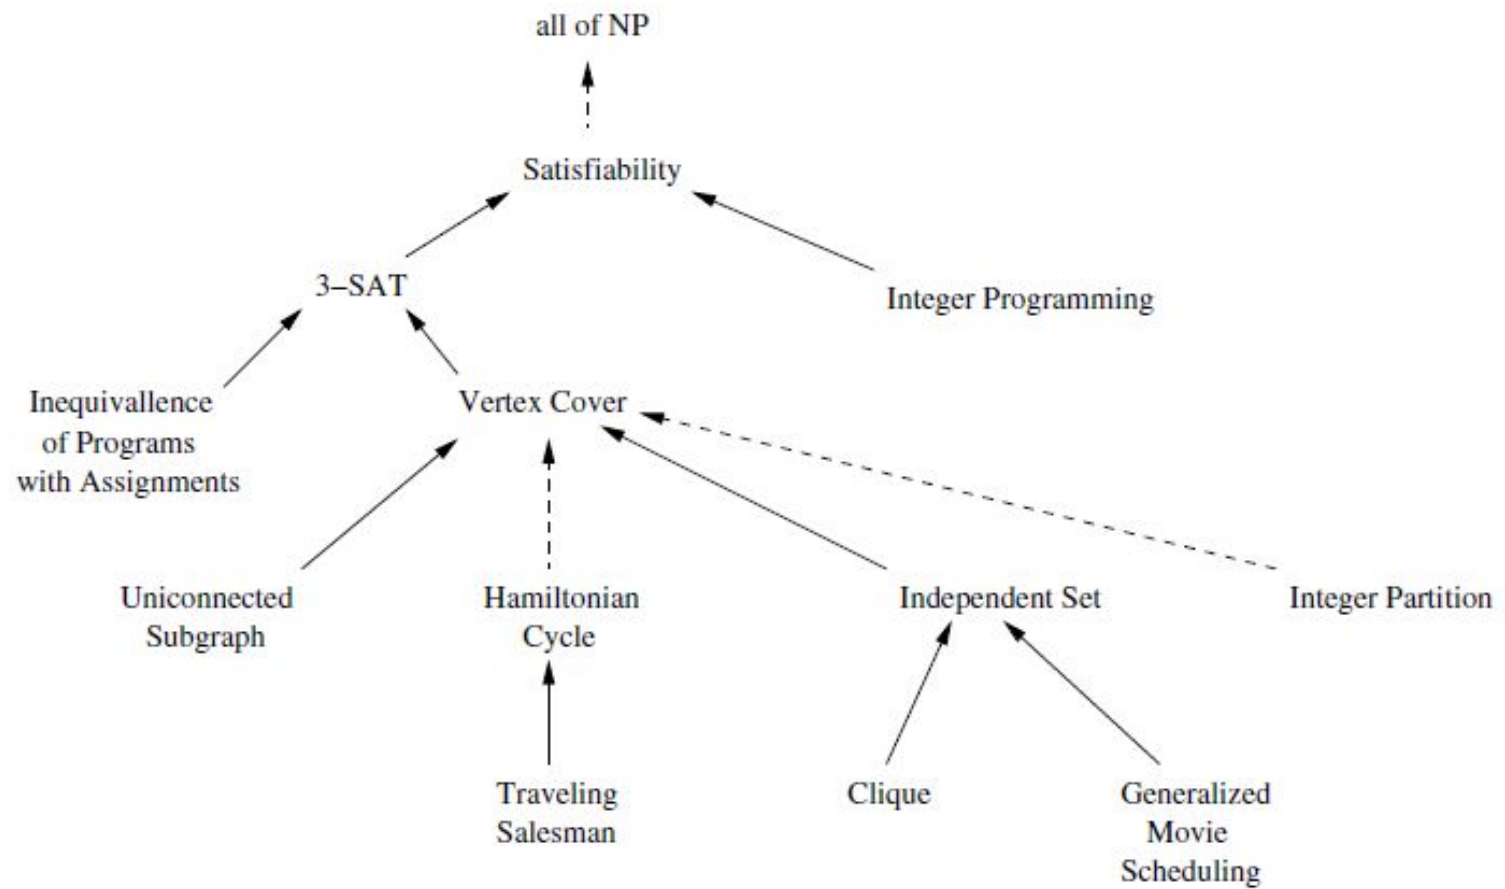 all of NP
Satisfiability
3–SAT
Integer Programming
Inequivallence
of Programs
with Assignments
Vertex Cover
Uniconnected
Subgraph
Hamiltonian
Cycle
Independent Set
Integer Partition
Traveling
Salesman
Clique
Generalized
Movie
Scheduling